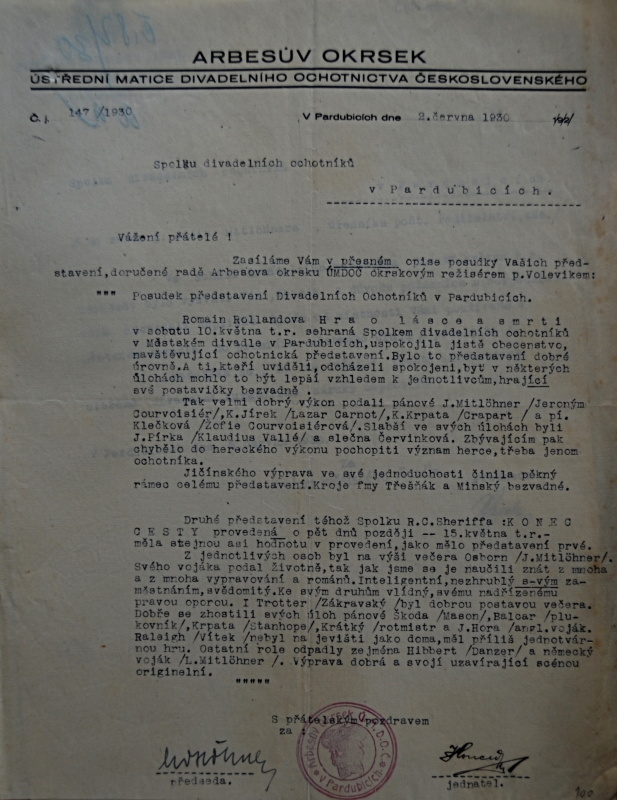 ARBESŮV OKRSEK
ÚSTŘEDNÍ MATICE DIVADELNÍHO OCHOTNICTVA ČESKOSLOVENSKÉHO
Č. j. 147/1930 V Pardubicích dne 2.června 1930
Spolku divadelních ochotníků
v Pardubicích.
Vážení přátelé !
Zasíláme Vám v přesném opise posudky Vašich před-
stavení,doručené radě Arbesova okrsku ÚMDOČ okrskovým režisérem p.Volevikem:
""" Posudek představení Divadelních Ochotníků v Pardubicích.
Romain Rollandova H r a o l á s c e a s m r t i
v sobotu 10.května t.r. sehraná Spolkem divadelních ochotníků
v Městském divadle v Pardubicích,uspokojila jistě obecenstvo,
navštěvující ochotnická představení.Bylo to představení dobré
úrovně.A ti,kteří uviděli,odcházeli spokojeni,byť v některých
úlohách mohlo to být lepší vzhledem k jednotlivcům,hrající
své postavičky bezvadně .
Tak velmi dobrý výkon podali pánové J.Mitlöhner /Jeroným
Courvoisiér/,K.Jírek /Lazar Carnot/,K.Krpata /Crapart / a pí.
Klečková /Žofie Courvoisiérová/.Slabší ve svých úlohách byli
J.Pírka /Klaudius Vallé/ a slečna Červinková. Zbývajícím pak
chybělo do hereckého výkonu pochopiti význam herce,třeba jenom
ochotníka.
Jičínského výprava ve své jednoduchosti činila pěkný
rámec celému představení.Kroje fmy Třešňák a Minský bezvadné.
Druhé představení téhož Spolku R.C.Sheriffa :K O N E C
C E S T Y provedená o pět dnů později -- 15.května t.r.-
měla stejnou asi hodnotu v provedení,jako mělo představení prvé.
Z jednotlivých osob byl na výši večera Osborn /J.Mitlöhner/.
Svého vojáka podal životně,tak jak jsme se je naučili znát z mnoha
a z mnoha vypravování a románů.Inteligentní,nezhrublý s-vým za-
městnáním,svědomitý.Ke svým druhům vlídný,svému nadřízenému
pravou oporou. I Trotter /Zákravský /byl dobrou postavou večera.
Dobře se zhostili svých úloh pánové Škoda /Mason/,Balcar /plu-
kovník/,Krpata /Stanhope/,Krátký /rotmistr a J.Hora /angl.voják.
Raleigh /Vítek /nebyl na jevišti jako doma,měl příliš jednotvár-
nou hru. Ostatní role odpadly zejména Hibbert /Danzer/ a německý
voják /L.Mitlöhner /. Výprava dobrá a svojí uzavírající scénou
originelní.
"""""
S přátelským pozdravem
za :
předseda. jednatel.
100